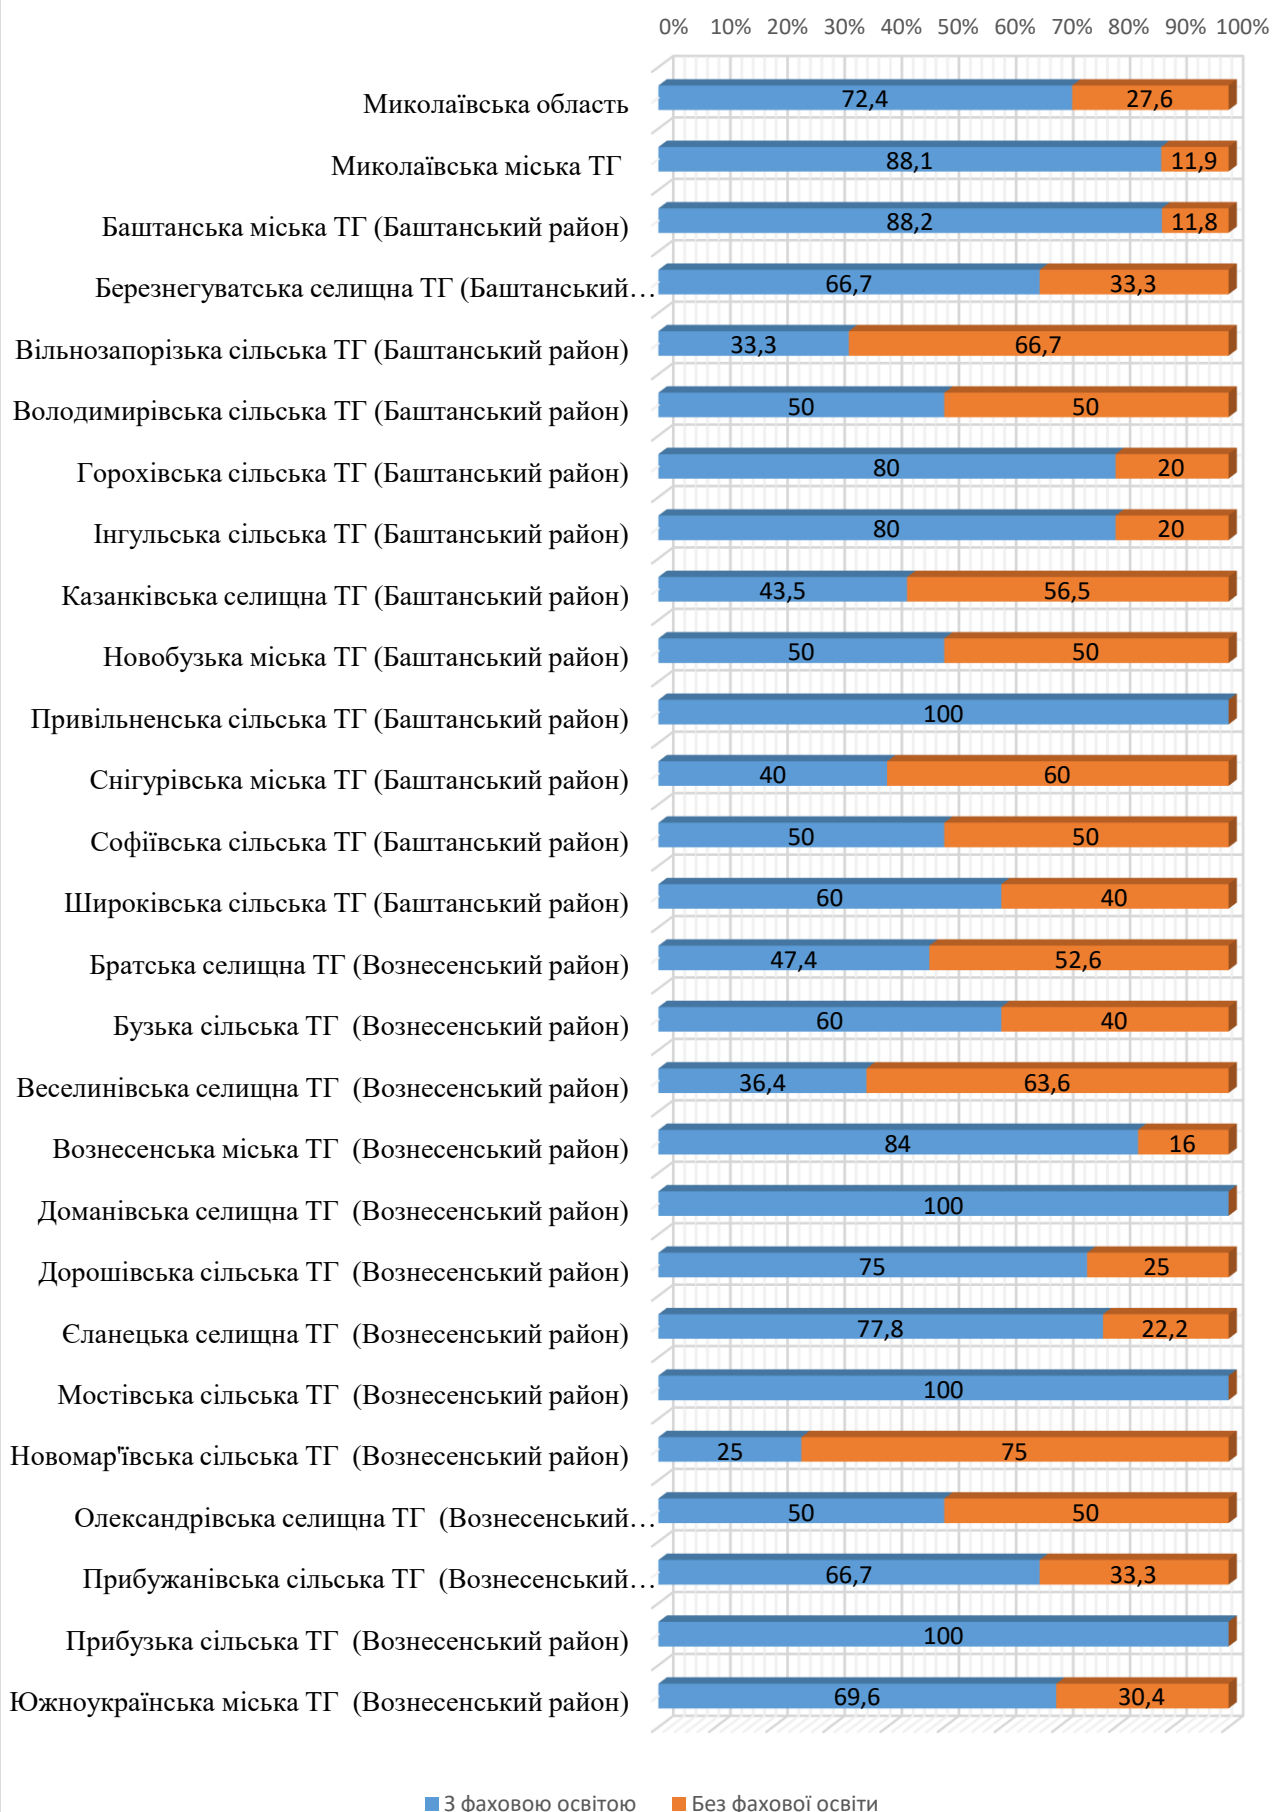 0% 10% 20% 30% 40% 50% 60% 70% 80% 90% 100%
Миколаївська область 72,4 27,6
Миколаївська міська ТГ 88,1 11,9
Баштанська міська ТГ (Баштанський район) 88,2 11,8
Березнегуватська селищна ТГ (Баштанський… 66,7 33,3
Вільнозапорізька сільська ТГ (Баштанський район) 33,3 66,7
Володимирівська сільська ТГ (Баштанський район) 50 50
Горохівська сільська ТГ (Баштанський район) 80 20
Інгульська сільська ТГ (Баштанський район) 80 20
Казанківська селищна ТГ (Баштанський район) 43,5 56,5
Новобузька міська ТГ (Баштанський район) 50 50
Привільненська сільська ТГ (Баштанський район) 100
Снігурівська міська ТГ (Баштанський район) 40 60
Софіївська сільська ТГ (Баштанський район) 50 50
Широківська сільська ТГ (Баштанський район) 60 40
Братська селищна ТГ (Вознесенський район) 47,4 52,6
Бузька сільська ТГ (Вознесенський район) 60 40
Веселинівська селищна ТГ (Вознесенський район) 36,4 63,6
Вознесенська міська ТГ (Вознесенський район) 84 16
Доманівська селищна ТГ (Вознесенський район) 100
Дорошівська сільська ТГ (Вознесенський район) 75 25
Єланецька селищна ТГ (Вознесенський район) 77,8 22,2
Мостівська сільська ТГ (Вознесенський район) 100
Новомар'ївська сільська ТГ (Вознесенський район) 25 75
Олександрівська селищна ТГ (Вознесенський… 50 50
Прибужанівська сільська ТГ (Вознесенський… 66,7 33,3
Прибузька сільська ТГ (Вознесенський район) 100
Южноукраїнська міська ТГ (Вознесенський район) 69,6 30,4
З фаховою освітою Без фахової освіти